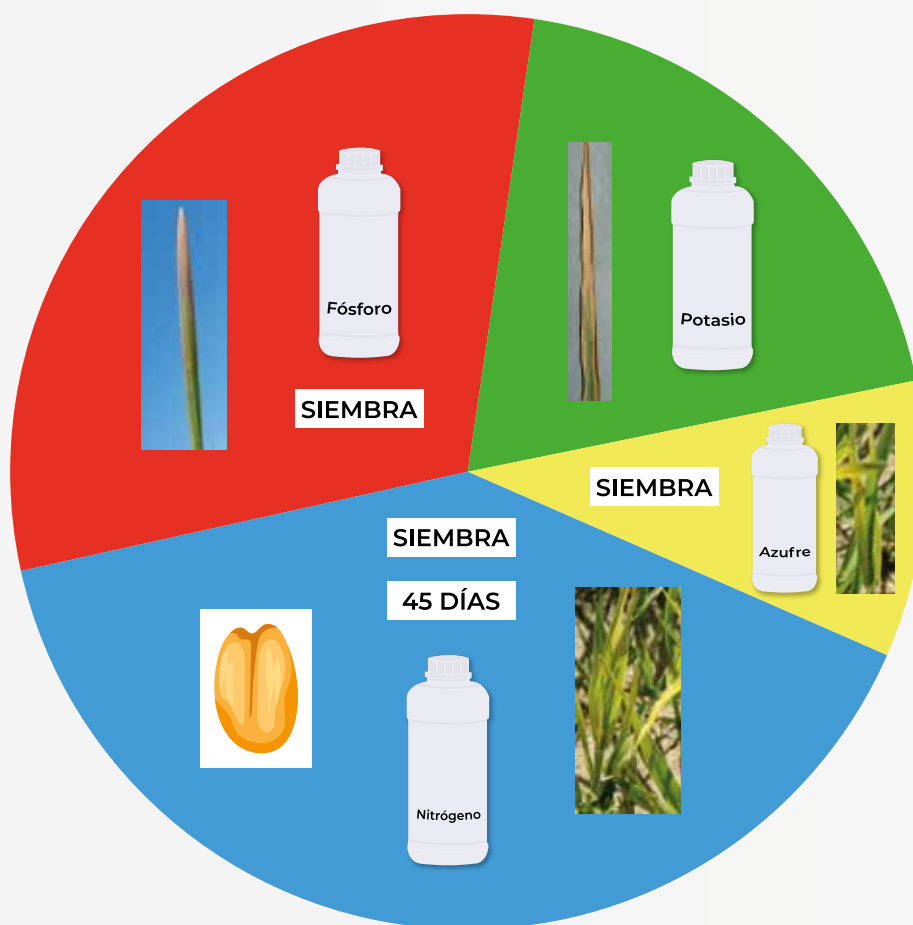 Fósforo
SIEMBRA
Potasio
SIEMBRA
Azufre
SIEMBRA
45 DÍAS
Nitrógeno